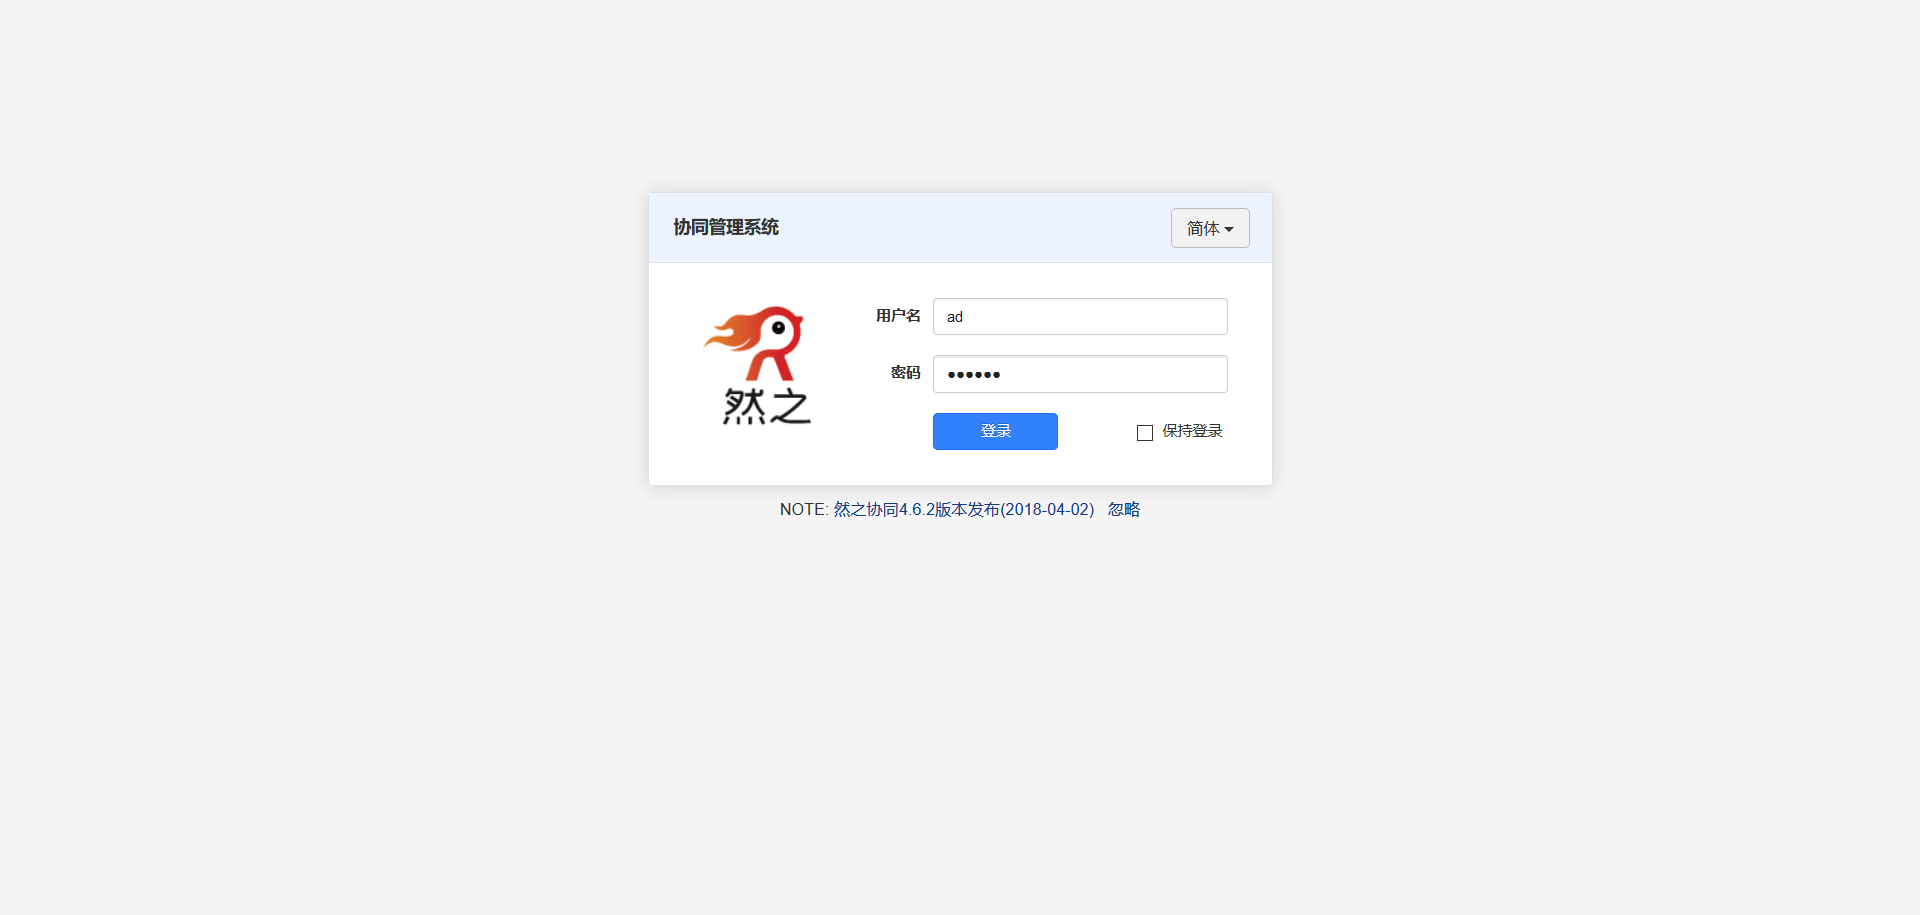 协同管理系统
简体
然之
用户名
ad
密码
••••••
登录
保持登录
NOTE: 然之协同4.6.2版本发布(2018-04-02) 忽略